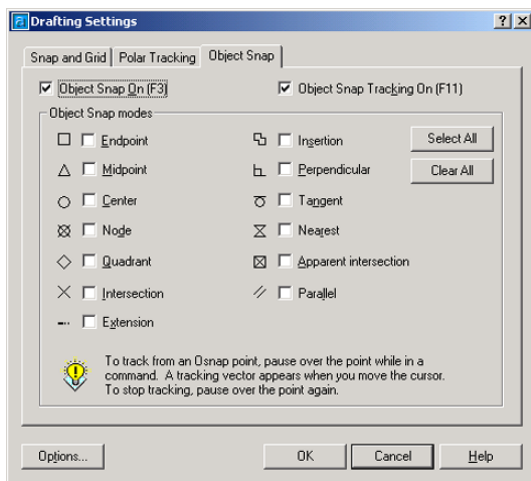 Drafting Settings
Snap and Grid Polar Tracking Object Snap
Object Snap On (F3) Object Snap Tracking On (F11)
Object Snap modes
Endpoint Insertion Select All
Midpoint Perpendicular Clear All
Center Tangent
Node Nearest
Quadrant Apparent intersection
Intersection Parallel
Extension
To track from an Osnap point, pause over the point while in a
command. A tracking vector appears when you move the cursor.
To stop tracking, pause over the point again.
Options... OK Cancel Help